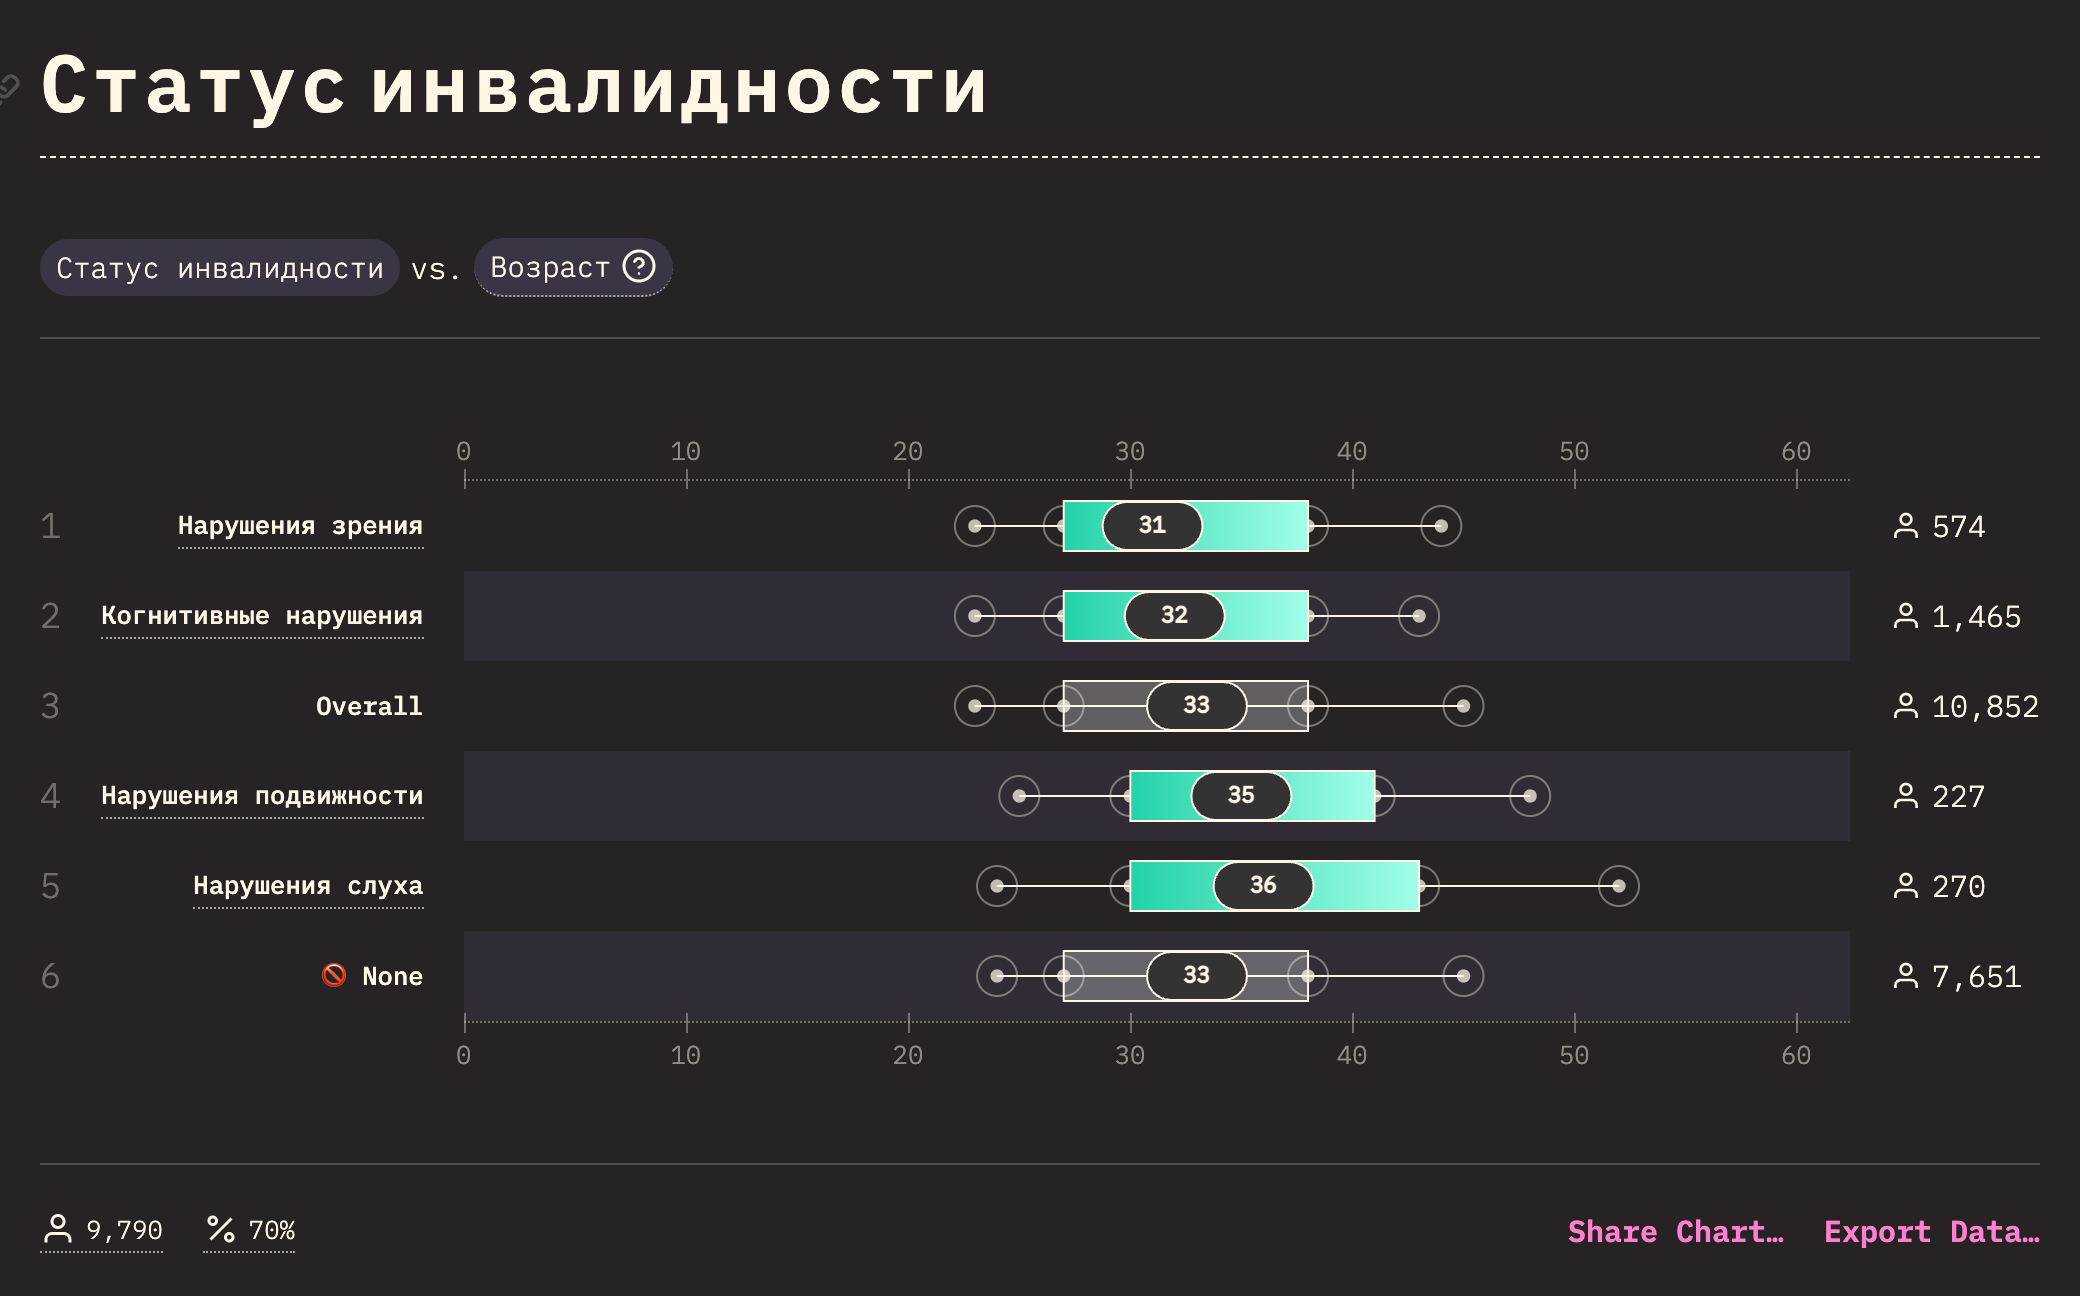 Статус инвалидности
Статус инвалидности vs. Возраст
0 10 20 30 40 50 60
1 Нарушения зрения 31 574
2 Когнитивные нарушения 32 1,465
3 Overall 33 10,852
4 Нарушения подвижности 35 227
5 Нарушения слуха 36 270
6 None 33 7,651
0 10 20 30 40 50 60
9,790 70% Share Chart… Export Data…